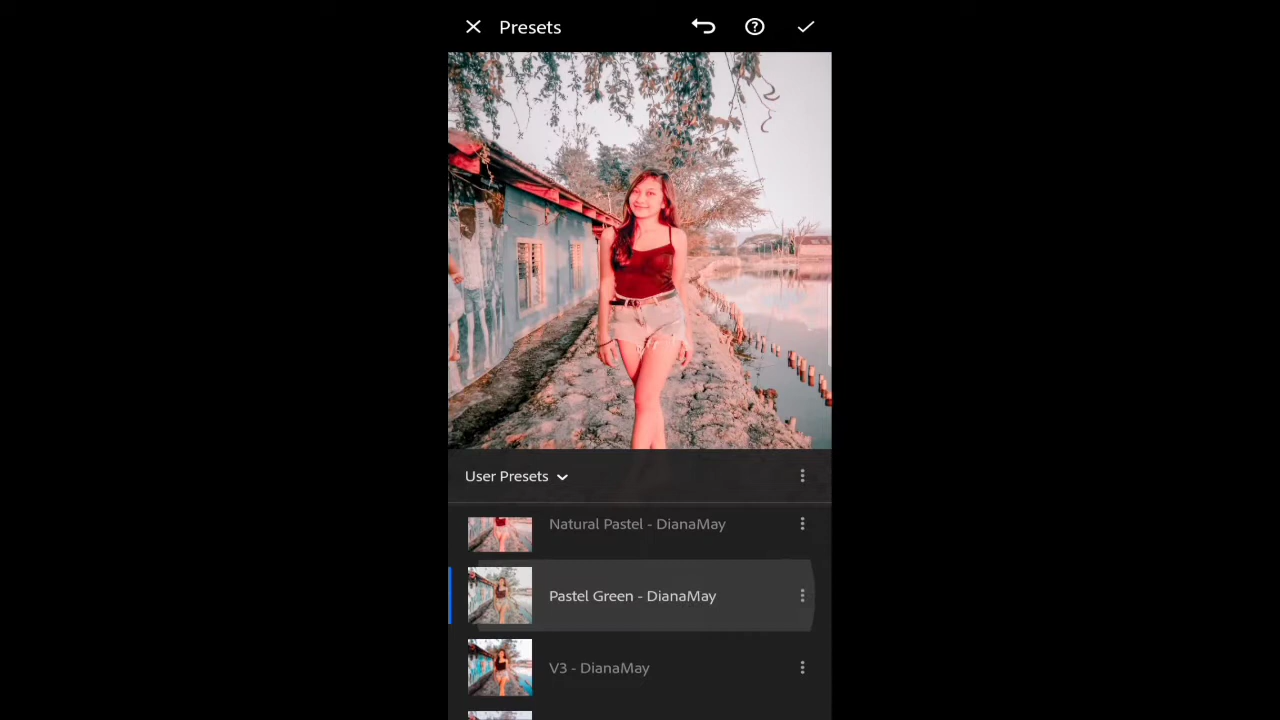 Presets
User Presets
Natural Pastel - DianaMay
Pastel Green - DianaMay
V3 - DianaMay